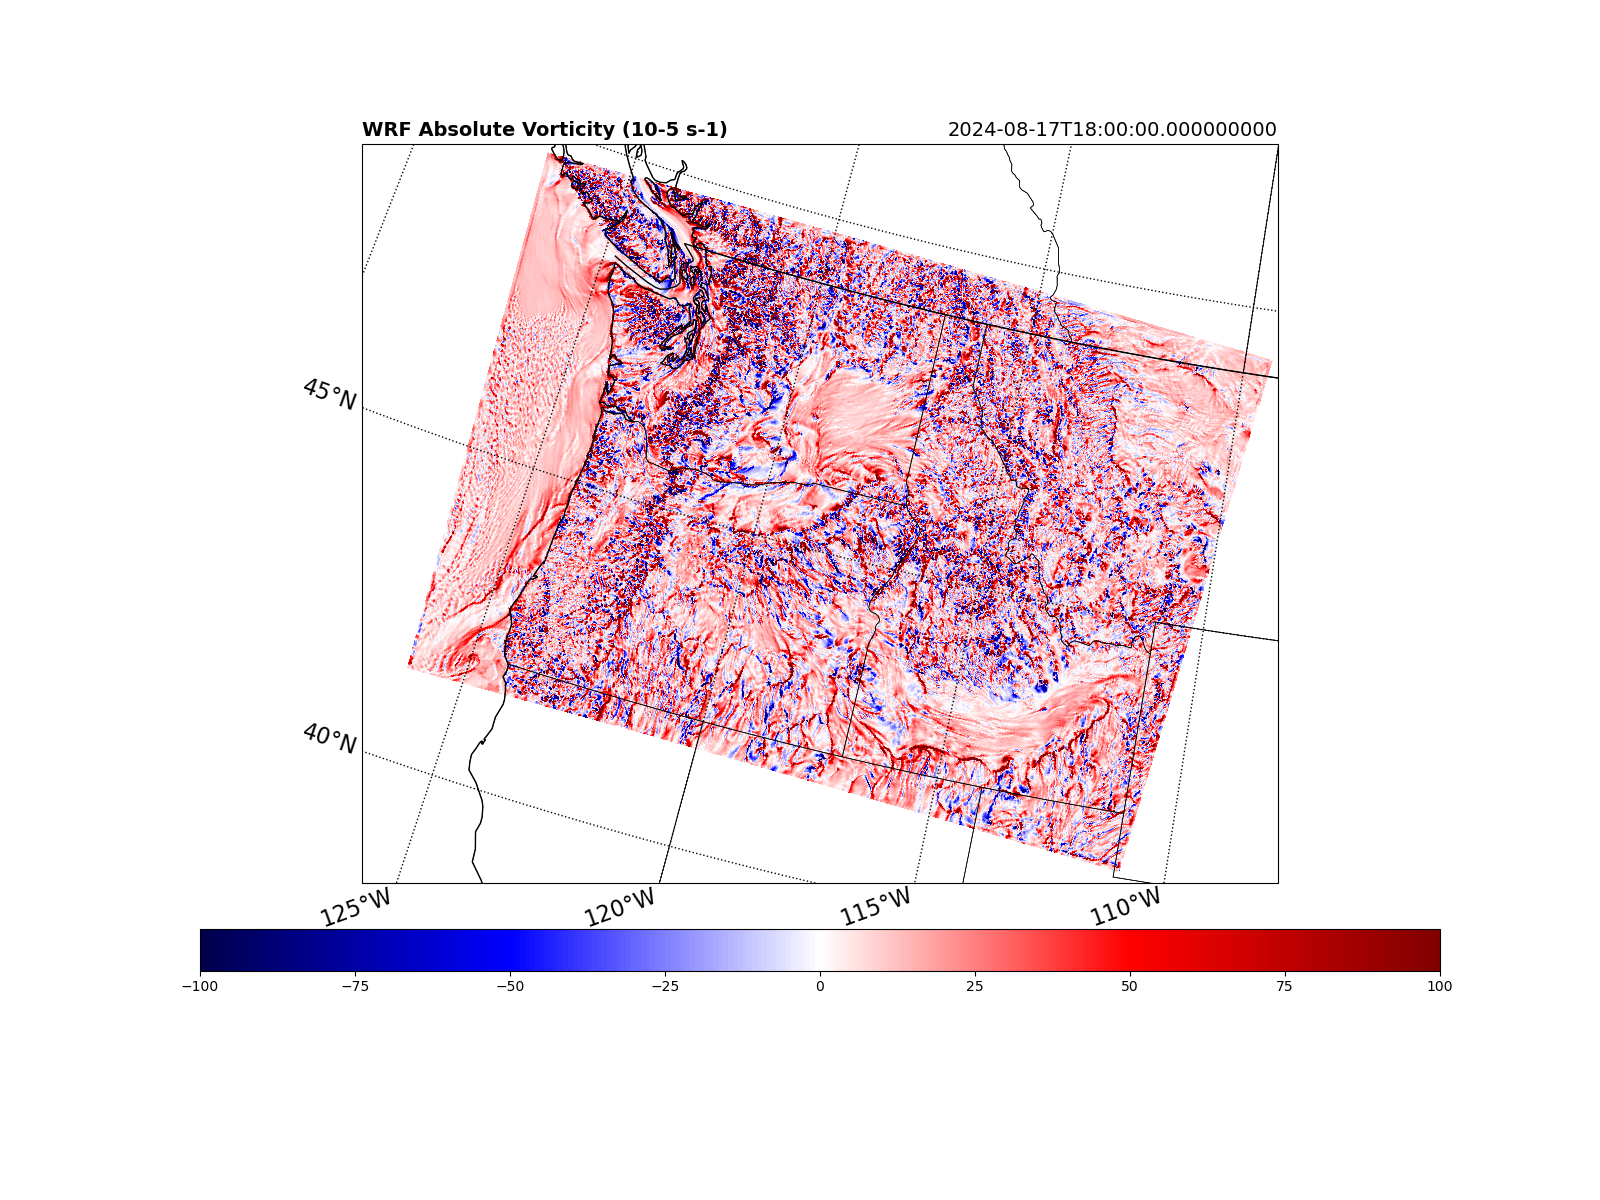 WRF Absolute Vorticity (10-5 s-1) 2024-08-17T18:00:00.000000000
45°N
40°N
125°W 120°W 115°W 110°W
−100 −75 −50 −25 0 25 50 75 100